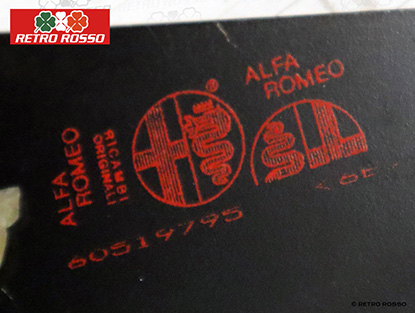 RETRO ROSSO
ALFA
ROMEO
RICAMBI
ORIGINALI
®
ALFA
ROMEO
60519795
© RETRO ROSSO